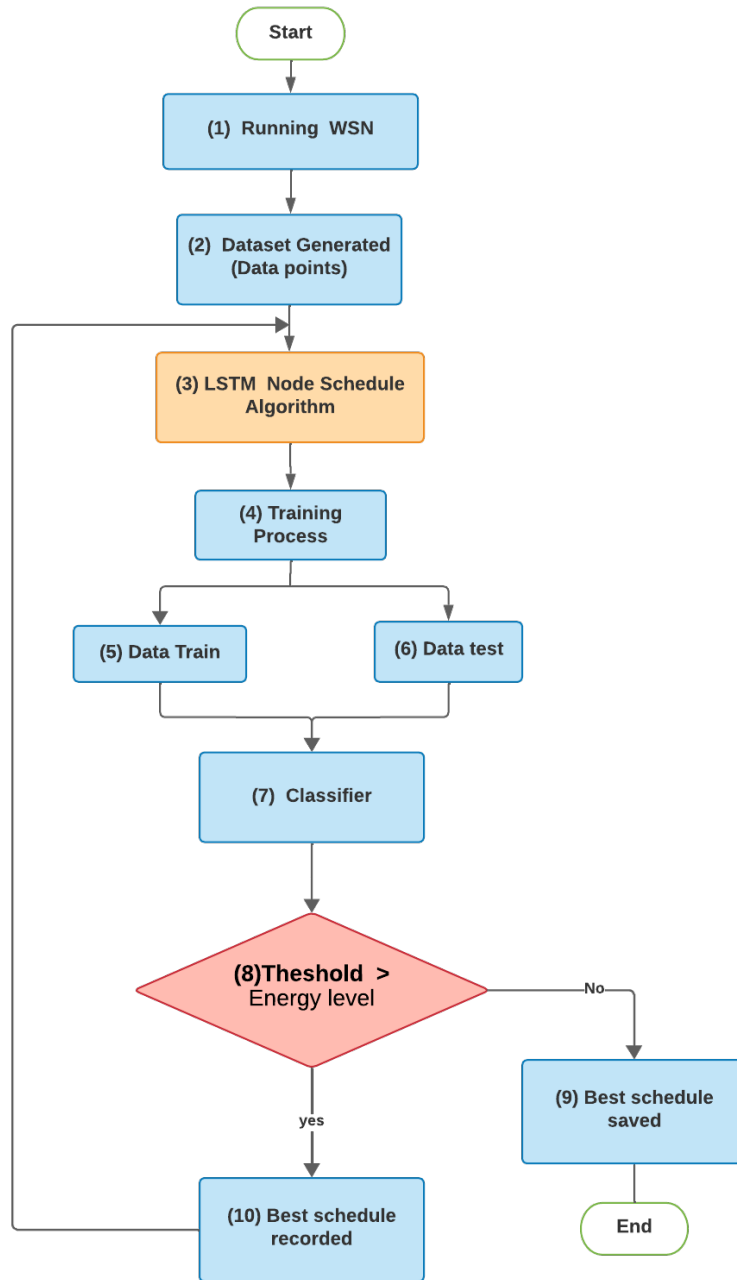 Start
(1) Running WSN
(2) Dataset Generated
(Data points)
(3) LSTM Node Schedule
Algorithm
(4) Training
Process
(5) Data Train
(6) Data test
(7) Classifier
(8)Theshold >
Energy level
No
yes
(9) Best schedule
saved
(10) Best schedule
recorded
End